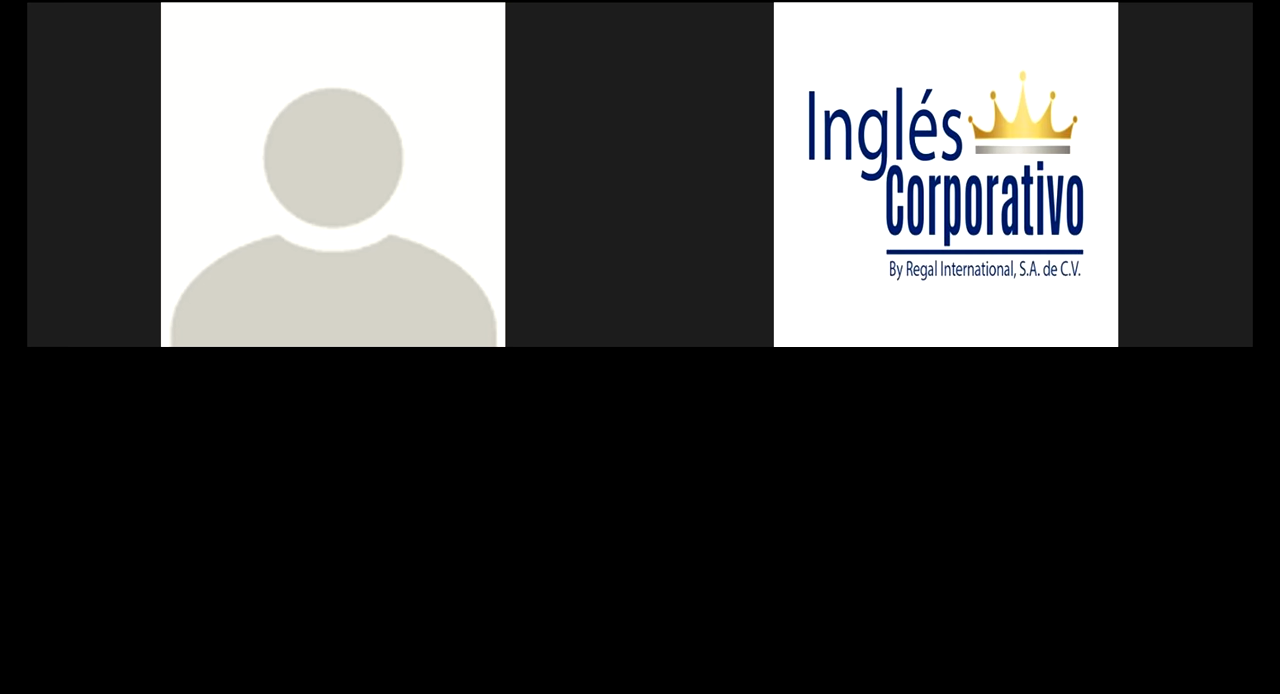 Inglés
Corporativo
By Regal International, S.A. de C.V.